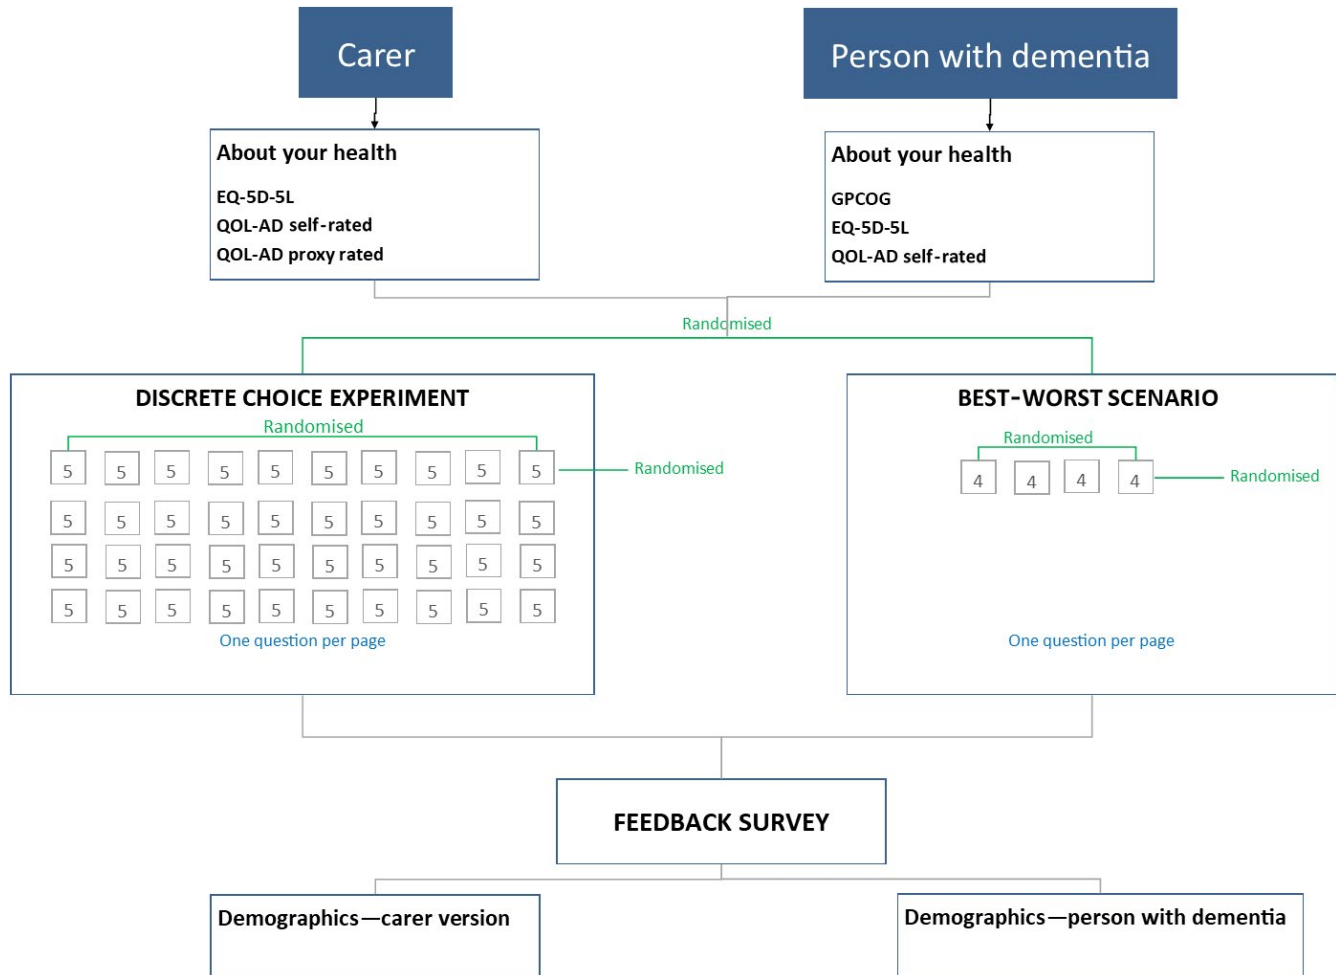 Carer
Person with dementia
About your health
EQ-5D-5L
QOL-AD self-rated
QOL-AD proxy rated
About your health
GPCOG
EQ-5D-5L
QOL-AD self-rated
Randomised
DISCRETE CHOICE EXPERIMENT
Randomised
5 5 5 5 5 5 5 5 5 5
Randomised
5 5 5 5 5 5 5 5 5 5
5 5 5 5 5 5 5 5 5 5
5 5 5 5 5 5 5 5 5 5
One question per page
BEST-WORST SCENARIO
Randomised
4 4 4 4
Randomised
One question per page
FEEDBACK SURVEY
Demographics—carer version
Demographics—person with dementia